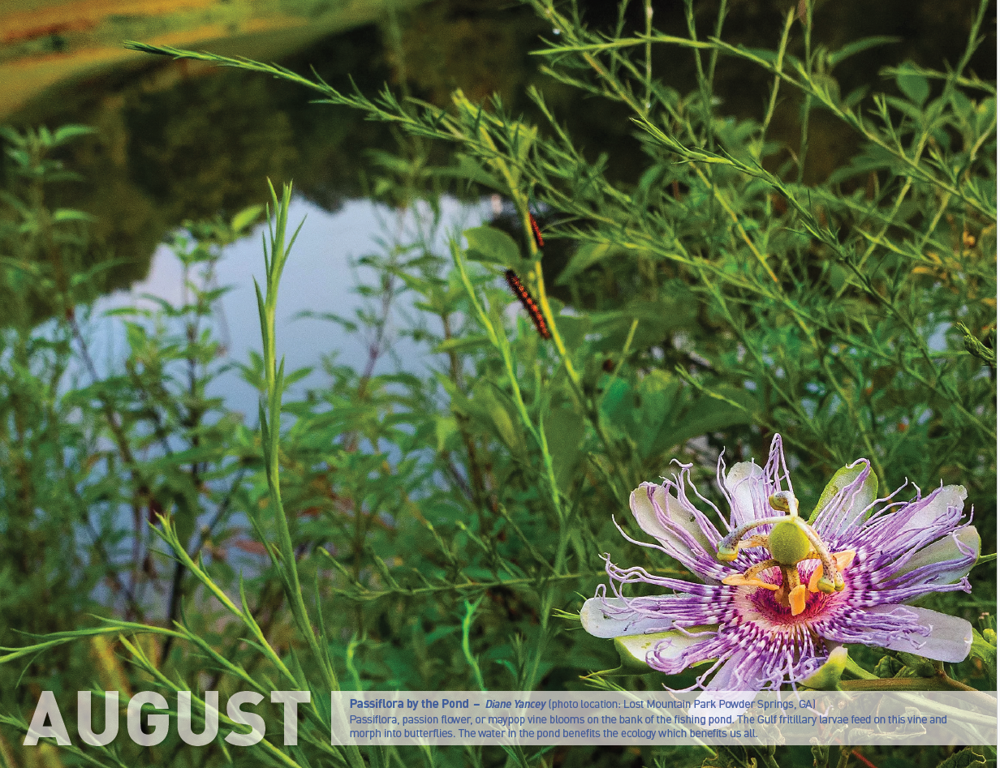 AUGUST
Passiflora by the Pond – Diane Yancey (photo location: Lost Mountain Park Powder Springs, GA)
Passiflora, passion flower, or maypop vine blooms on the bank of the fishing pond. The Gulf fritillary larvae feed on this vine and
morph into butterflies. The water in the pond benefits the ecology which benefits us all.